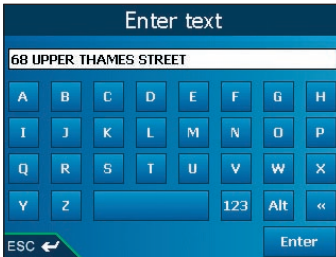 Enter text
68 UPPER THAMES STREET
A B C D E F G H
I J K L M N O P
Q R S T U V W X
Y Z 123 Alt «
ESC Enter